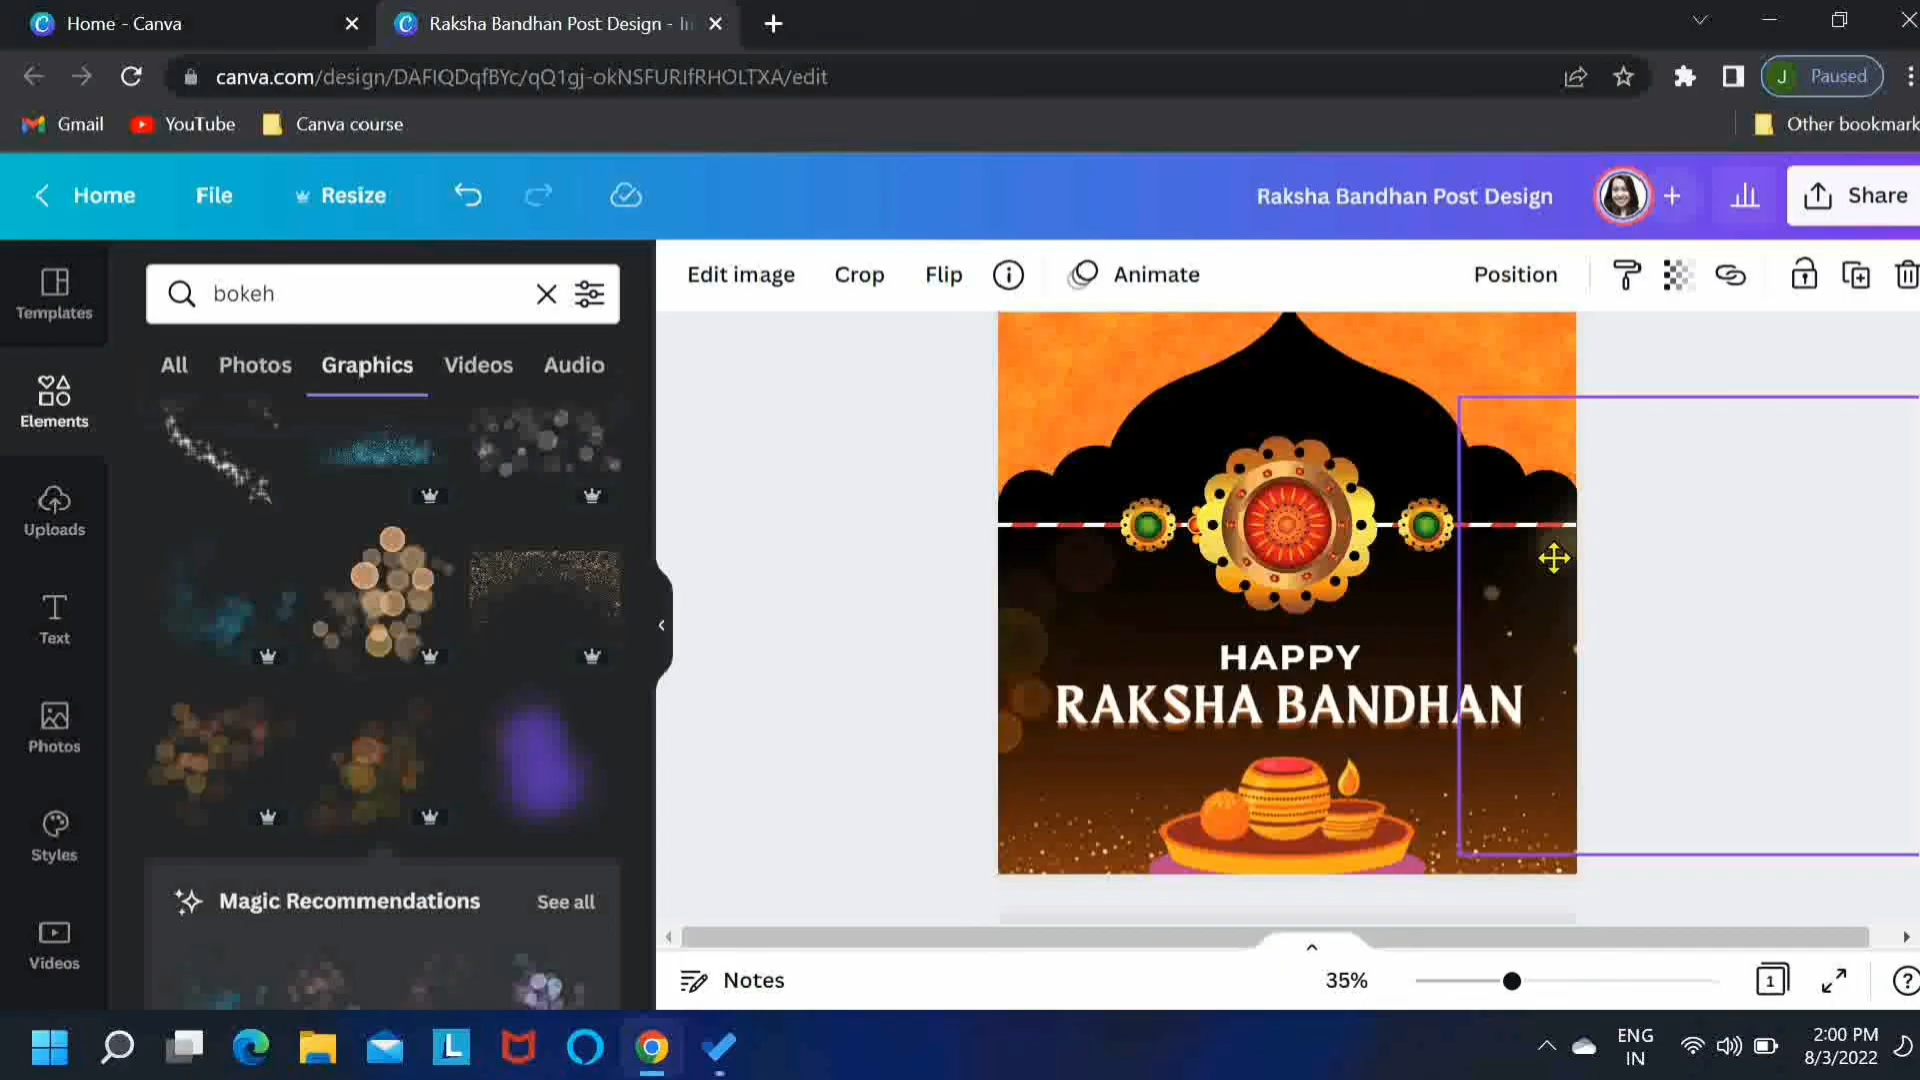 Home - Canva
Raksha Bandhan Post Design - In
canva.com/design/DAFIQDqfBYc/qQ1gj-okNSFURIfRHOLTXA/edit
J Paused
Gmail
YouTube
Canva course
Other bookmark
Home
File
Resize
Raksha Bandhan Post Design
Share
Templates
Elements
Uploads
Text
Photos
Styles
Videos
bokeh
All
Photos
Graphics
Videos
Audio
Magic Recommendations
See all
Edit image
Crop
Flip
Animate
Position
HAPPY
RAKSHA BANDHAN
Notes
35%
1
L
ENG
IN
2:00 PM
8/3/2022